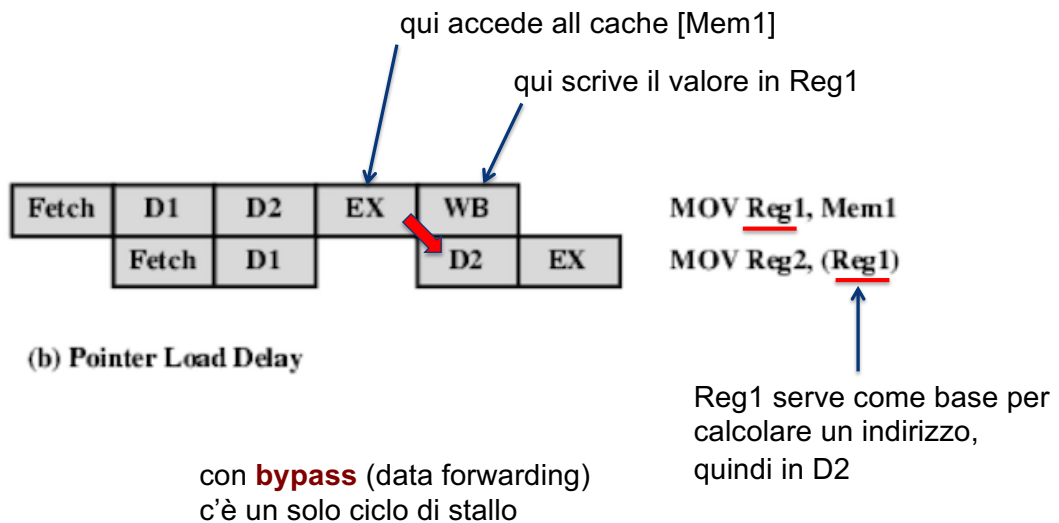 qui accede all cache [Mem1]
qui scrive il valore in Reg1
Fetch D1 D2 EX WB MOV Reg1, Mem1
Fetch D1 D2 EX MOV Reg2, (Reg1)
(b) Pointer Load Delay
Reg1 serve come base per
calcolare un indirizzo,
quindi in D2
con bypass (data forwarding)
c'è un solo ciclo di stallo